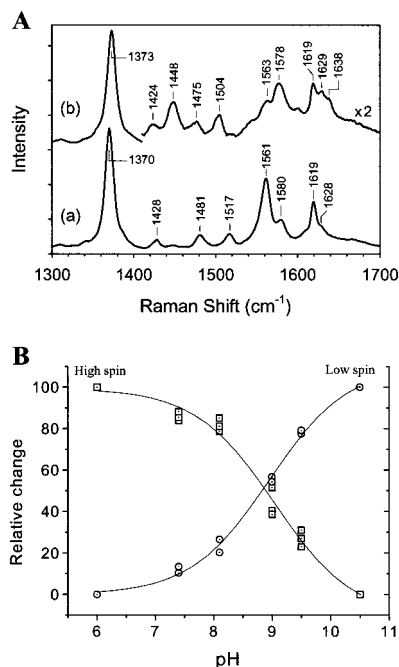 A
1373
1424
1448
1475
1504
1563
1578
1619
1629
1638
(b)
x2
1370
1428
1481
1517
1561
1580
1619
1628
(a)
Intensity
1300 1400 1500 1600 1700
Raman Shift (cm⁻¹)
B
High spin Low spin
100
80
60
40
20
0
Relative change
6 7 8 9 10 11
pH